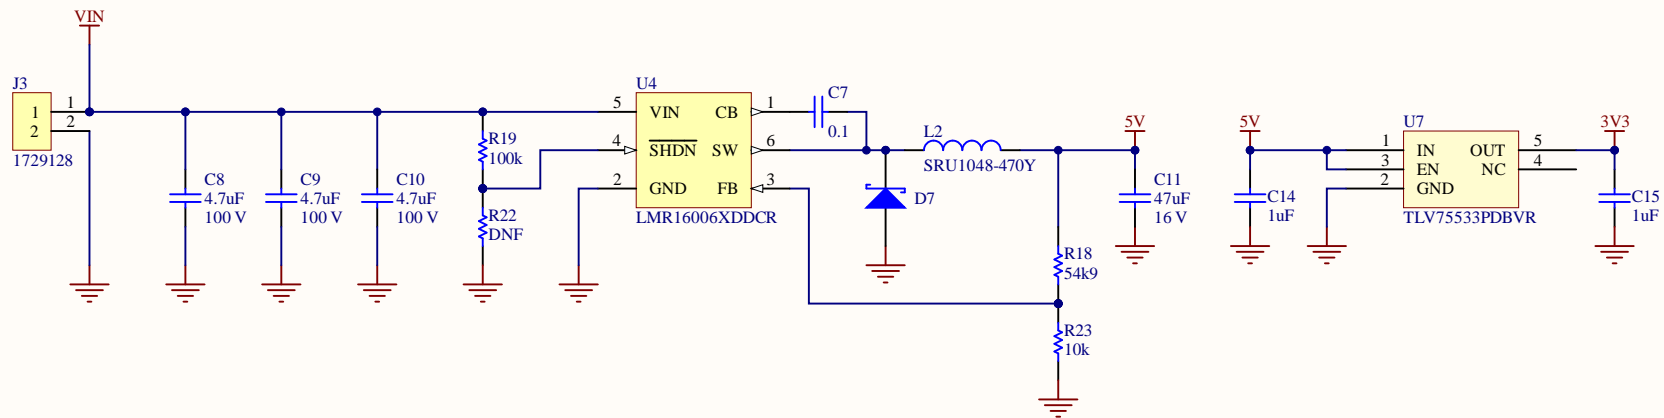 VIN
J3
1
2
1
2
1729128
C8
4.7uF
100 V
C9
4.7uF
100 V
C10
4.7uF
100 V
R19
100k
R22
DNF
U4
5
4
2
VIN
SHDN
GND
CB
SW
FB
1
6
3
LMR16006XDDCR
C7
0.1
D7
L2
SRU1048-470Y
R18
54k9
R23
10k
5V
C11
47uF
16 V
5V
C14
1uF
U7
1
3
2
IN
EN
GND
OUT
NC
5
4
TLV75533PDBVR
3V3
C15
1uF